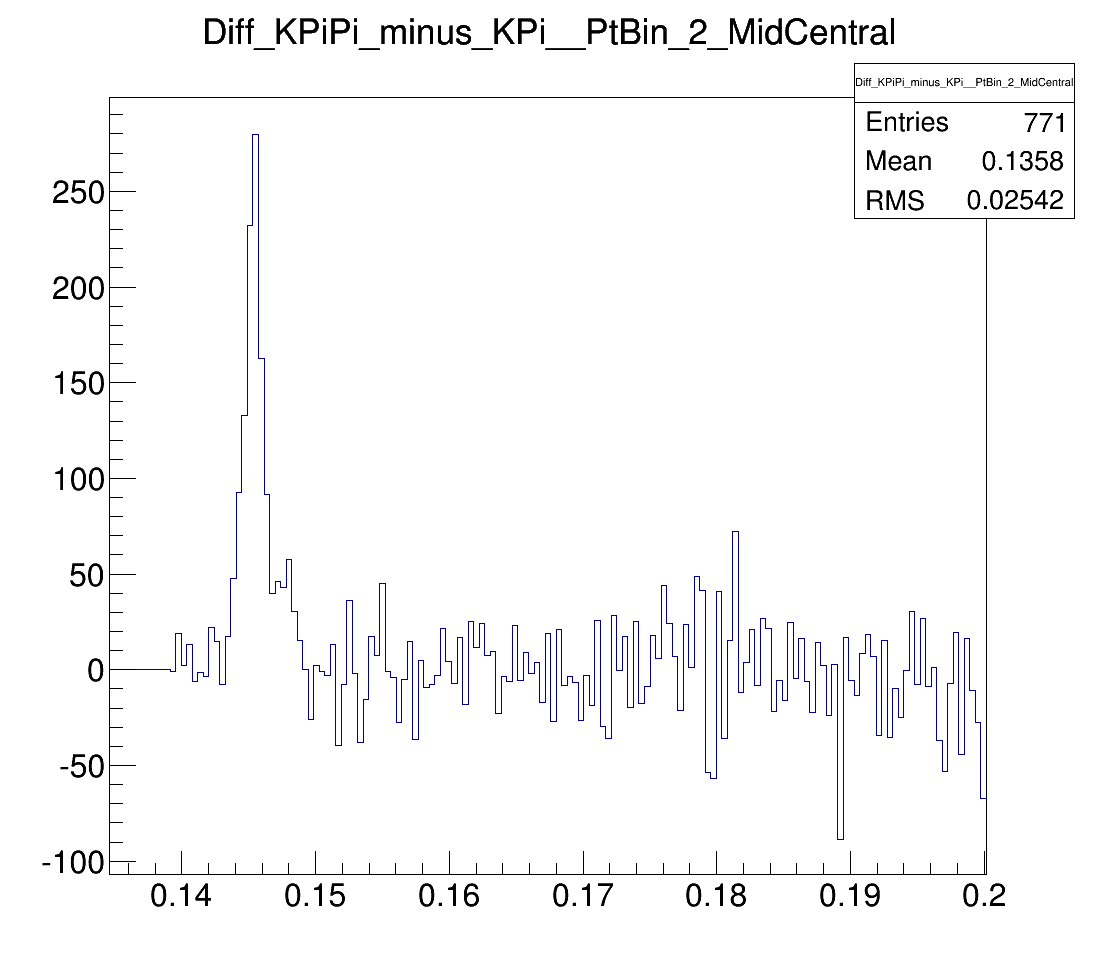 Diff_KPiPi_minus_KPi__PtBin_2_MidCentral
Diff_KPiPi_minus_KPi__PtBin_2_MidCentral
Entries 771
Mean 0.1358
RMS 0.02542
250
200
150
100
50
0
-50
-100
0.14 0.15 0.16 0.17 0.18 0.19 0.2